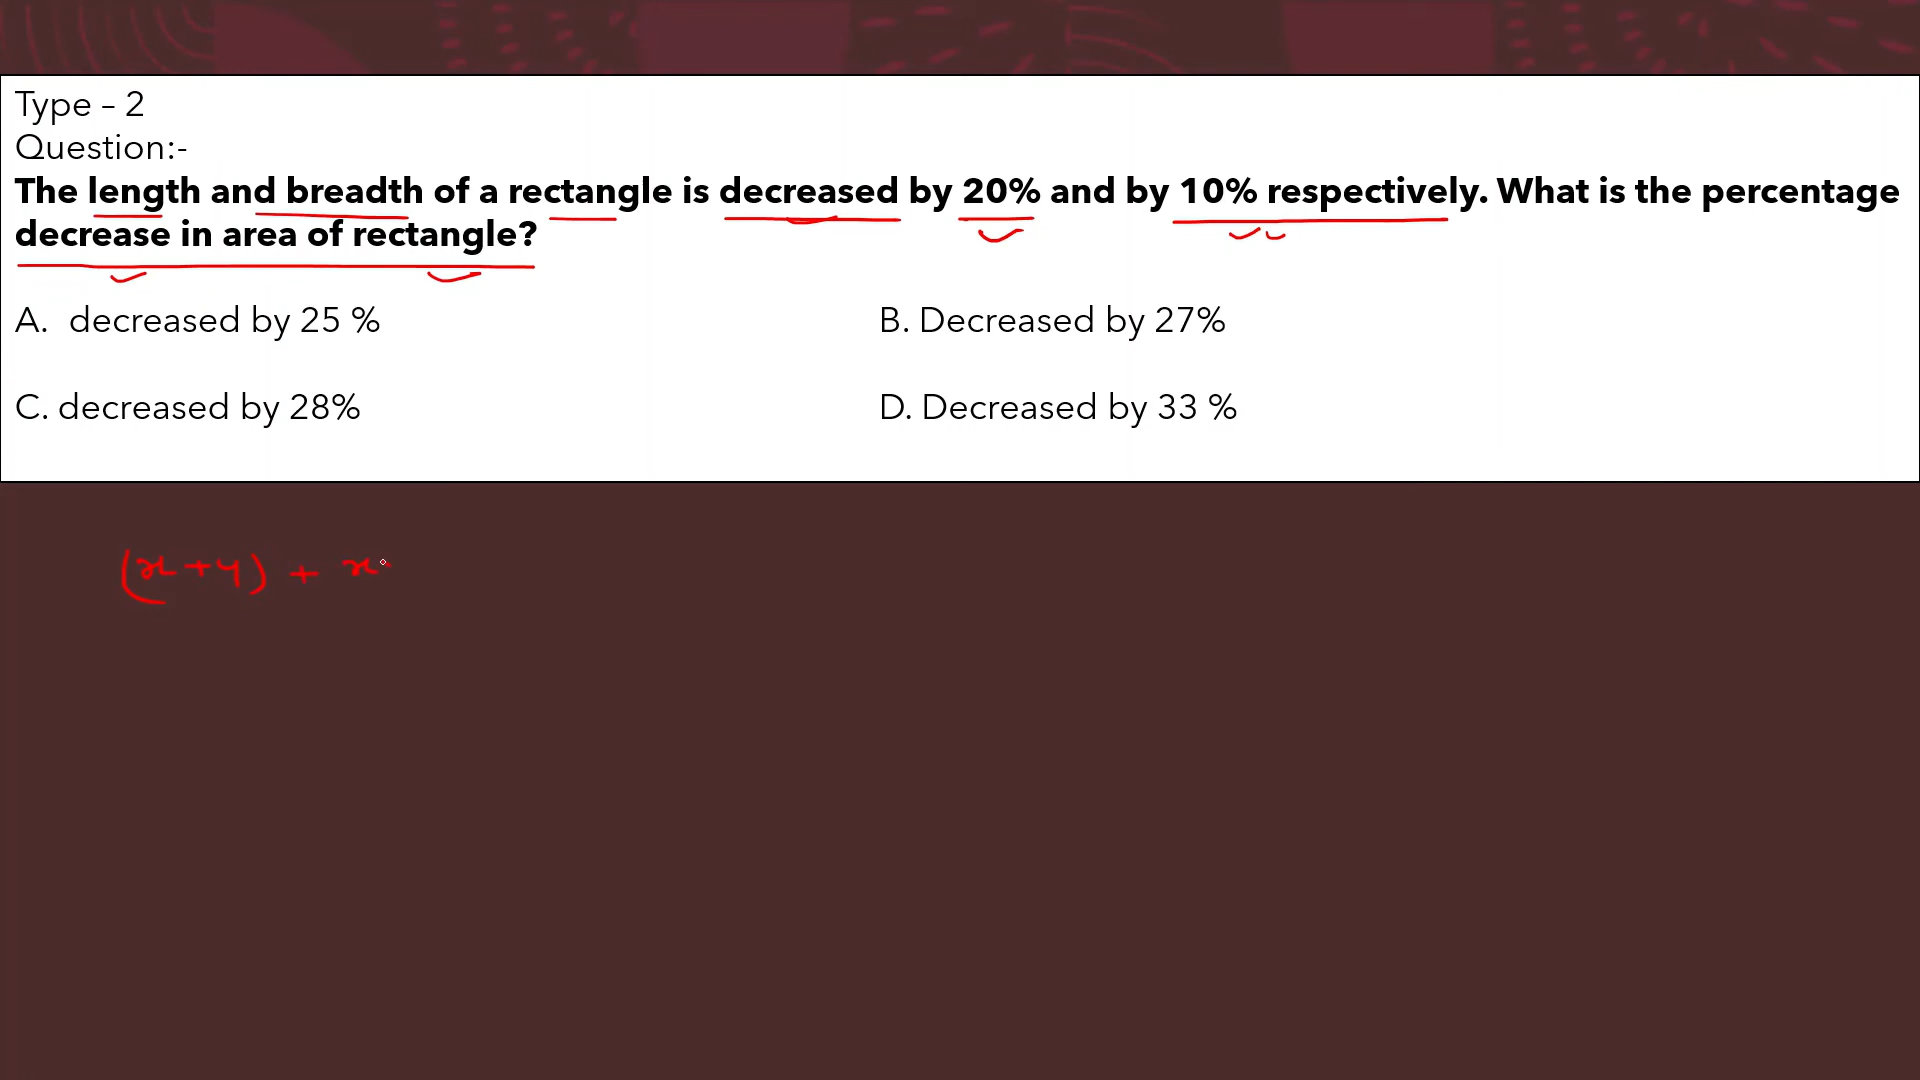 Type – 2
Question:-
The length and breadth of a rectangle is decreased by 20% and by 10% respectively. What is the percentage
decrease in area of rectangle?
A. decreased by 25 %
B. Decreased by 27%
C. decreased by 28%
D. Decreased by 33 %
(x+y) + x